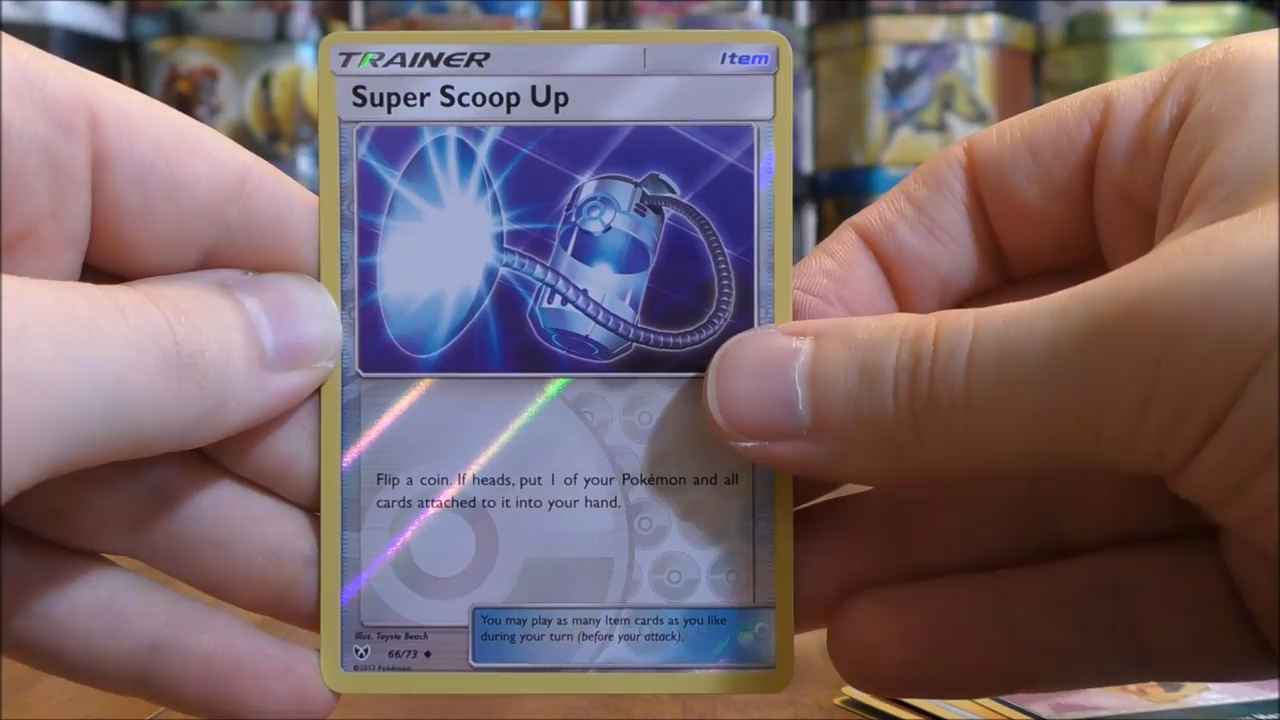 TRAINER
Item
Super Scoop Up
Flip a coin. If heads, put 1 of your Pokémon and all
cards attached to it into your hand.
You may play as many Item cards as you like
during your turn (before your attack).
Illus. Toyste Beach
66/73
©2017 Pokémon